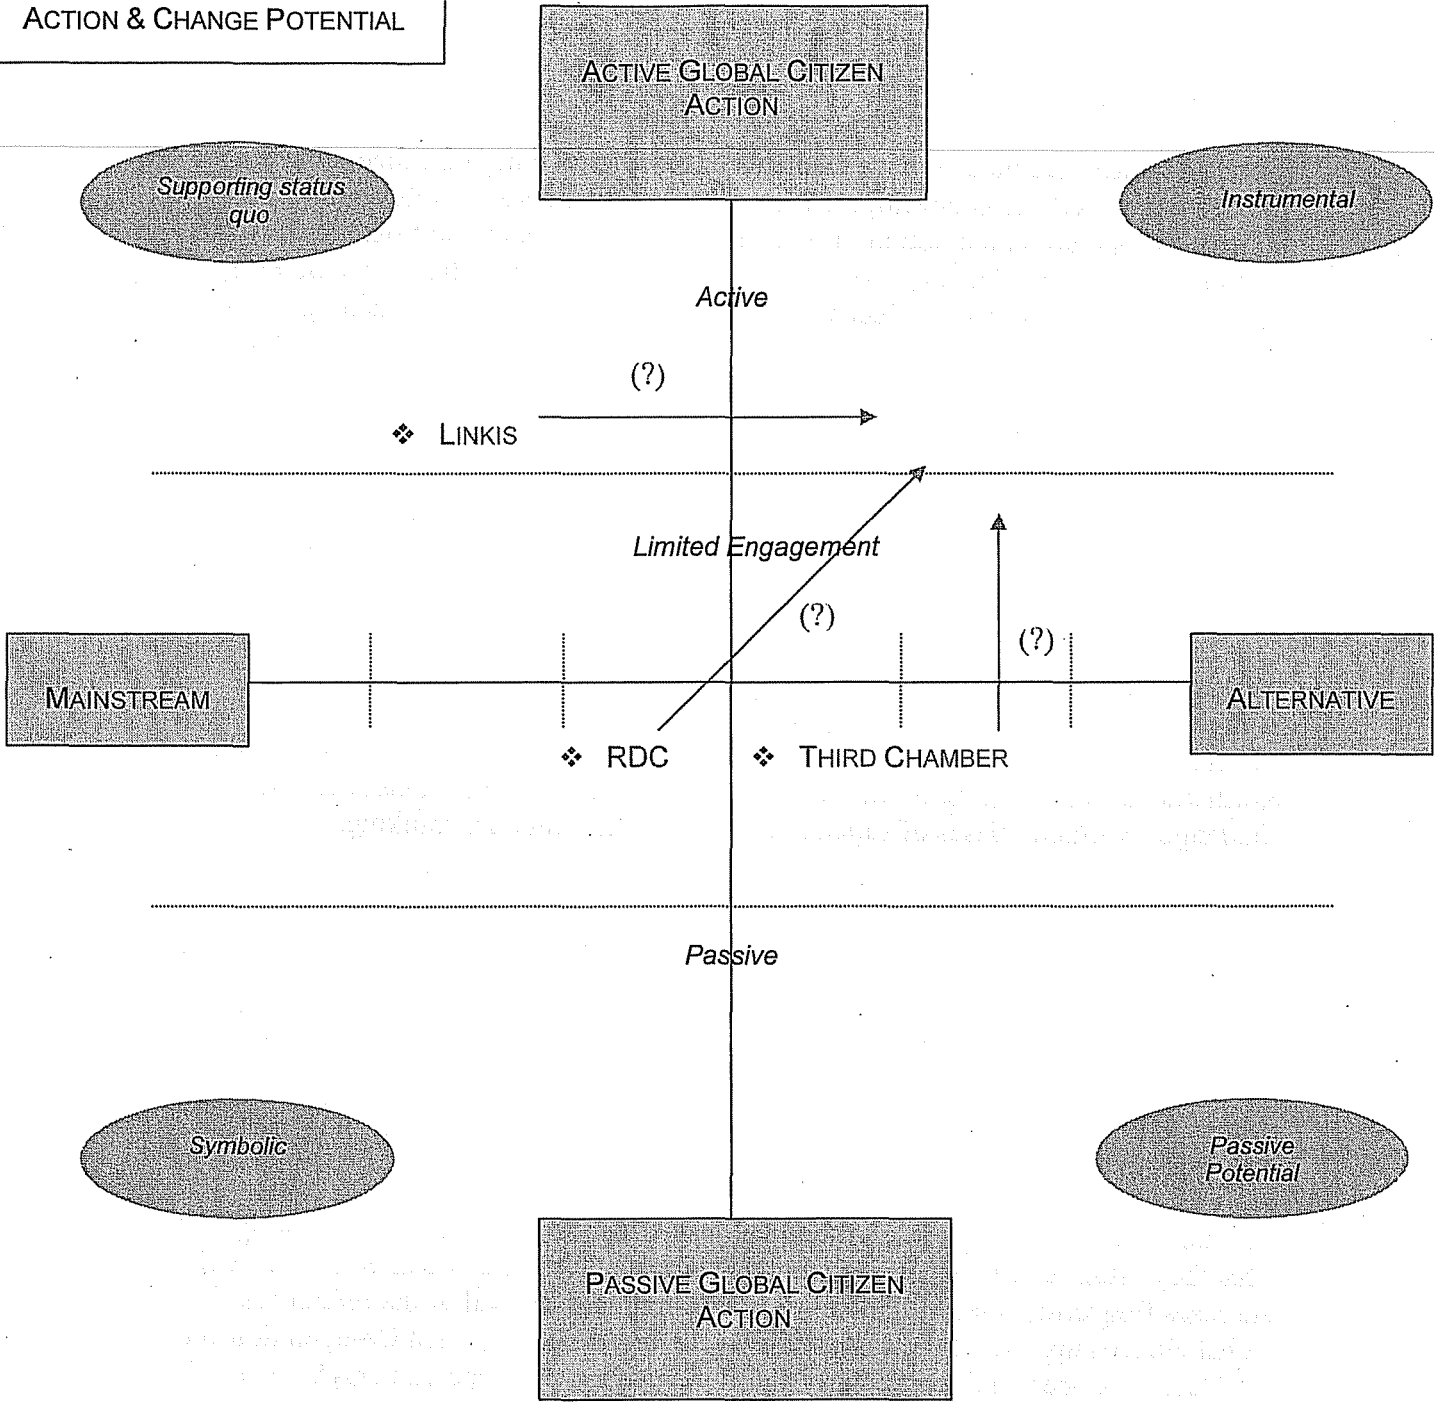 ACTION & CHANGE POTENTIAL
ACTIVE GLOBAL CITIZEN
ACTION
Supporting status
quo
Instrumental
Active
(?)
❖ LINKIS
Limited Engagement
(?)
(?)
MAINSTREAM
ALTERNATIVE
❖ RDC
❖ THIRD CHAMBER
Passive
Symbolic
Passive
Potential
PASSIVE GLOBAL CITIZEN
ACTION